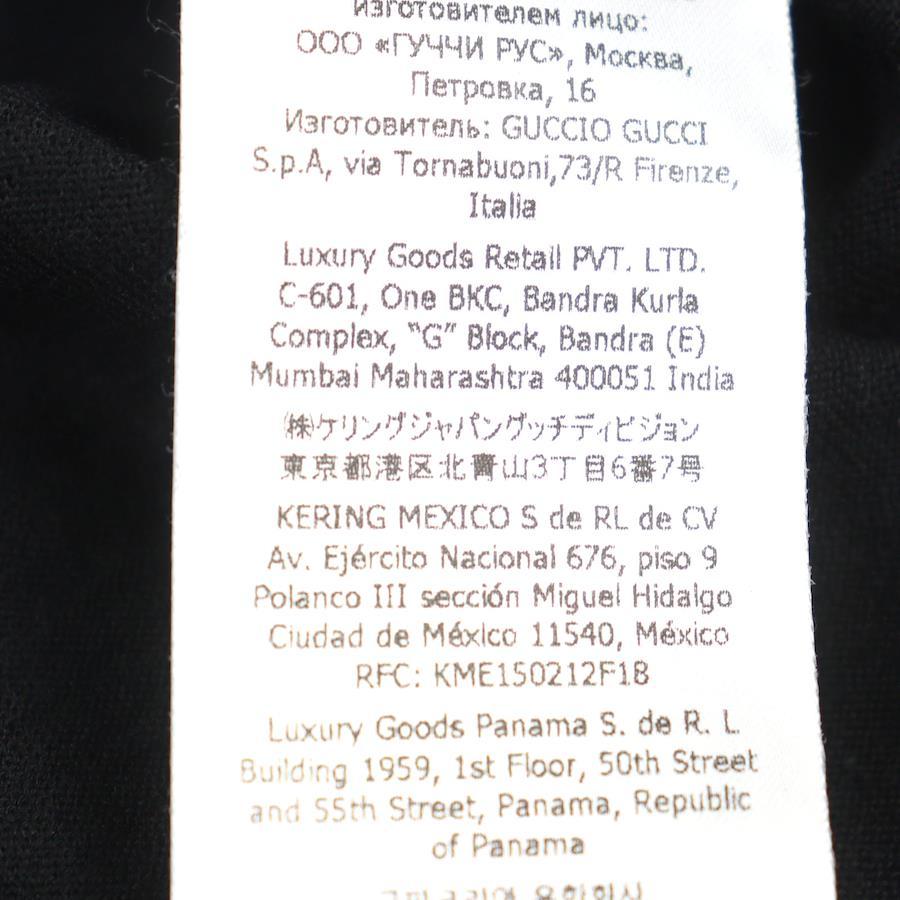 изготовителем лицо:
ООО «ГУЧЧИ РУС», Москва,
Петровка, 16
Изготовитель: GUCCIO GUCCI
S.p.A, via Tornabuoni,73/R Firenze,
Italia
Luxury Goods Retail PVT. LTD.
C-601, One BKC, Bandra Kurla
Complex, "G" Block, Bandra (E)
Mumbai Maharashtra 400051 India
㈱ケリングジャパングッチディビジョン
東京都港区北青山3丁目6番7号
KERING MEXICO S de RL de CV
Av. Ejército Nacional 676, piso 9
Polanco III sección Miguel Hidalgo
Ciudad de México 11540, México
RFC: KME150212F18
Luxury Goods Panama S. de R. L
Building 1959, 1st Floor, 50th Street
and 55th Street, Panama, Republic
of Panama